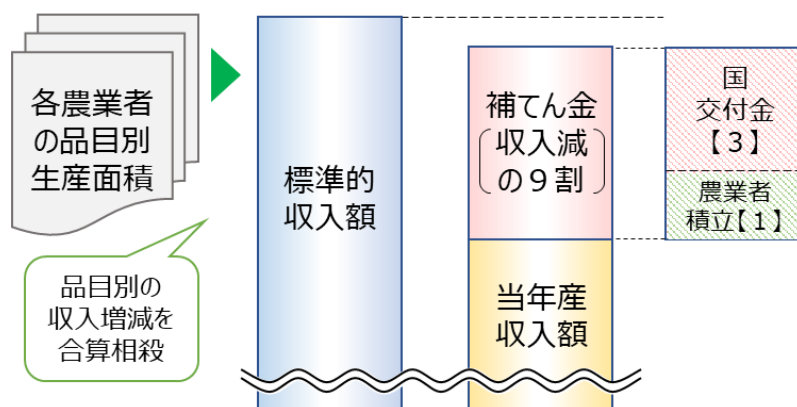 各農業者
の品目別
生産面積
品目別の
収入増減を
合算相殺
標準的
収入額
補てん金
収入減
の９割
当年産
収入額
国
交付金
【３】
農業者
積立【１】